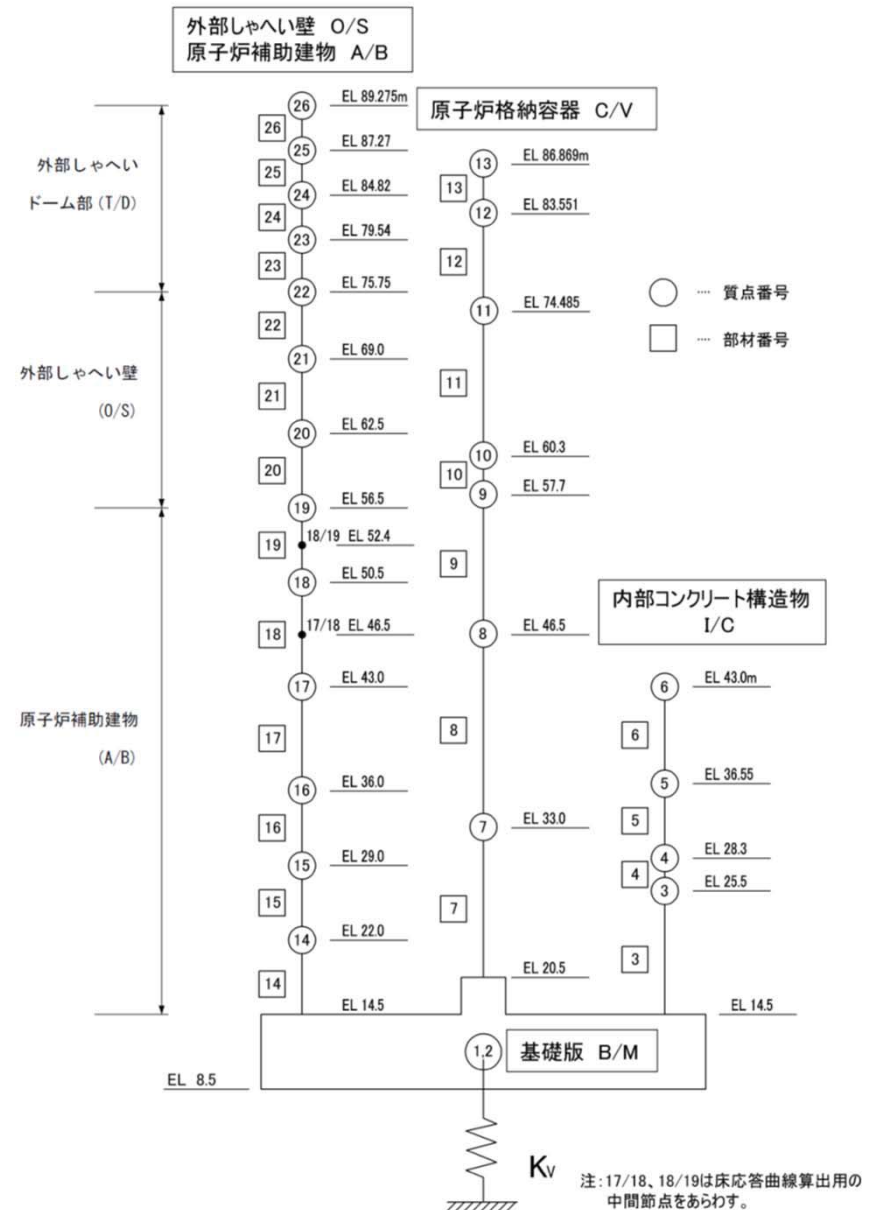 外部しゃへい壁 O/S
原子炉補助建物 A/B
原子炉格納容器 C/V
内部コンクリート構造物
I/C
外部しゃへい
ドーム部(T/D)
外部しゃへい壁
(O/S)
原子炉補助建物
(A/B)
26 EL 89.275m
26
25 EL 87.27
25
24 EL 84.82
24
23 EL 79.54
23
22 EL 75.75
22
21 EL 69.0
21
20 EL 62.5
20
19 EL 56.5
19
18/19 EL 52.4
18 EL 50.5
18
17/18 EL 46.5
17 EL 43.0
17
16 EL 36.0
16
15 EL 29.0
15
14 EL 22.0
14
EL 14.5
13 EL 86.869m
13
12 EL 83.551
12
11 EL 74.485
11
10 EL 60.3
10
9 EL 57.7
9
8 EL 46.5
8
7 EL 33.0
7
EL 20.5
6 EL 43.0m
6
5 EL 36.55
5
4 EL 28.3
4
3 EL 25.5
3
EL 14.5
… 質点番号
… 部材番号
1,2 基礎版 B/M
EL 8.5
KV
注:17/18、18/19は床応答曲線算出用の
中間節点をあらわす。